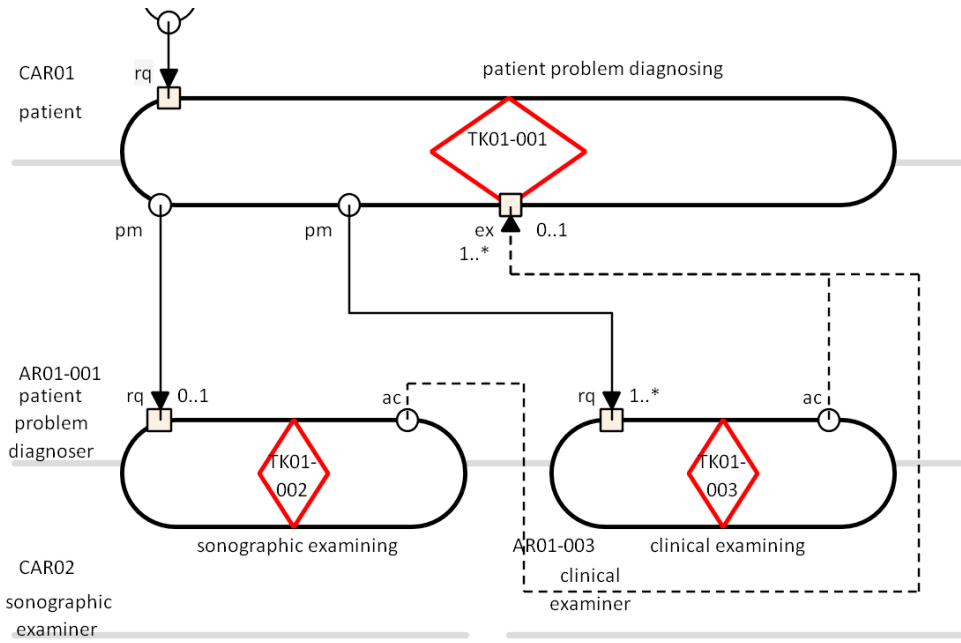 CAR01
rq
patient problem diagnosing
patient
TK01-001
pm
pm
ex
0..1
1..*
AR01-001
patient
problem
diagnoser
rq
0..1
ac
rq
1..*
ac
TK01-
002
TK01-
003
sonographic examining
AR01-003
clinical examining
CAR02
clinical
examiner
sonographic
examiner